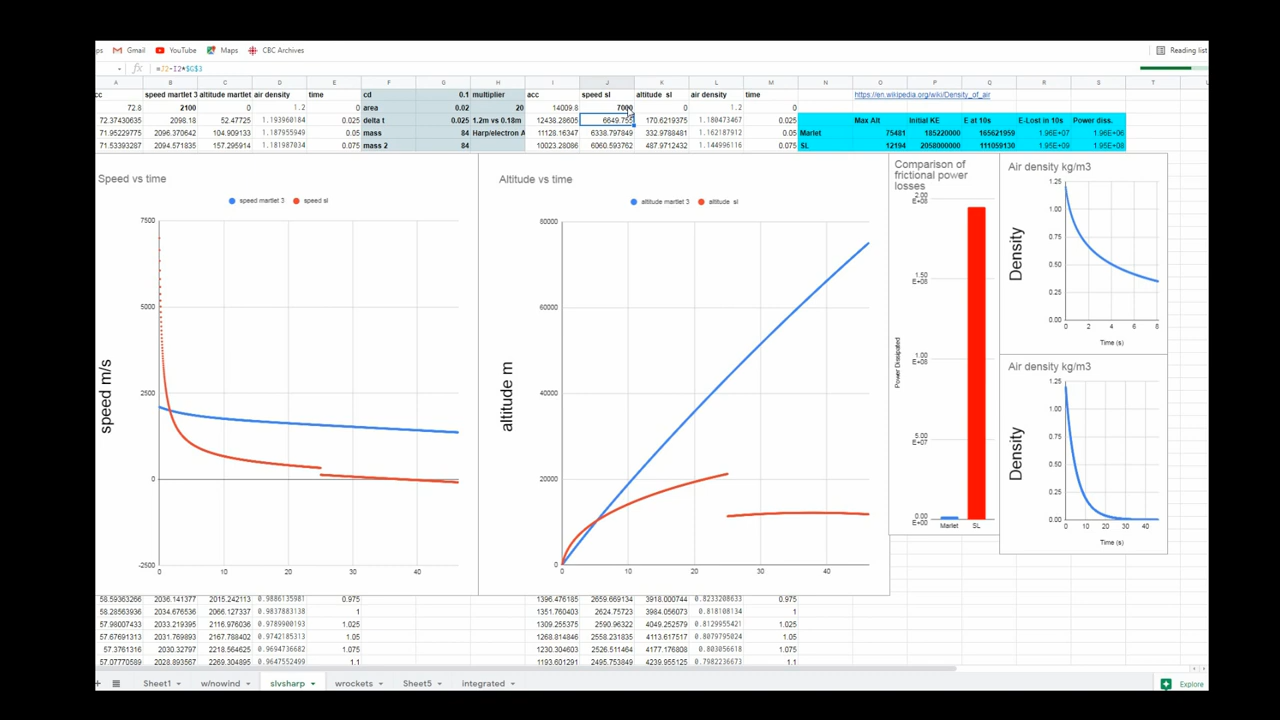 ps Gmail YouTube Maps CBC Archives Reading list
fx =J2-I2*$G$3
A B C D E F G H I J K L M N O P Q R S T V
cc speed martlet 3 altitude martlet air density time cd 0.1 multiplier acc speed sl altitude sl air density time https://en.wikipedia.org/wiki/Density_of_air
72.8 2100 0 1.2 0 area 0.02 20 14009.8 7000 0 1.2 0
72.37430635 2098.18 52.47725 1.193960184 0.025 delta t 0.025 1.2m vs 0.18m 12438.28605 6649.755 170.6219375 1.180473467 0.025 Max Alt Initial KE E at 10s E-Lost in 10s Power diss.
71.95229775 2096.370642 104.909133 1.187955949 0.05 mass 84 Harp/electron A 11128.16347 6338.797849 332.9788481 1.162187912 0.05 Marlet 75481 185220000 165621959 1.96E+07 1.96E+06
71.53393287 2094.571835 157.295914 1.181987034 0.075 mass 2 84 10023.28086 6060.593762 487.9712432 1.144996116 0.075 SL 12194 2058000000 111059130 1.95E+09 1.95E+08
Speed vs time
speed martlet 3 speed sl
7500
5000
2500
0
-2500
0 10 20 30 40
speed m/s
Altitude vs time
altitude martlet 3 altitude sl
80000
60000
40000
20000
0
0 10 20 30 40
altitude m
Comparison of
frictional power
losses
2.00
E+08
1.50
E+08
1.00
E+08
5.00
E+07
0.00
E+00
Marlet SL
Power Dissipated
Air density kg/m3
1.25
1.00
0.75
0.50
0.25
0.00
0 2 4 6 8
Time (s)
Density
Air density kg/m3
1.25
1.00
0.75
0.50
0.25
0.00
0 10 20 30 40
Time (s)
Density
58.59363266 2036.141377 2015.242113 0.9886135981 0.975 1396.476185 2659.669134 3918.000744 0.8233208633 0.975
58.28563936 2034.676536 2066.127337 0.9837883138 1 1351.760403 2624.75723 3984.056073 0.818108134 1
57.98007433 2033.219395 2116.976036 0.9789900193 1.025 1309.255375 2590.96322 4049.252579 0.8129955421 1.025
57.67691313 2031.769893 2167.788402 0.9742185313 1.05 1268.814846 2558.231835 4113.617517 0.8079795024 1.05
57.3761316 2030.32797 2218.564625 0.9694736682 1.075 1230.304603 2526.511464 4177.176808 0.803056618 1.075
57.07770589 2028.893567 2269.304895 0.9647552499 1.1 1193.601291 2495.753849 4239.955105 0.7982236673 1.1
Sheet1 w/nowind slvsharp wrockets Sheet5 integrated Explore